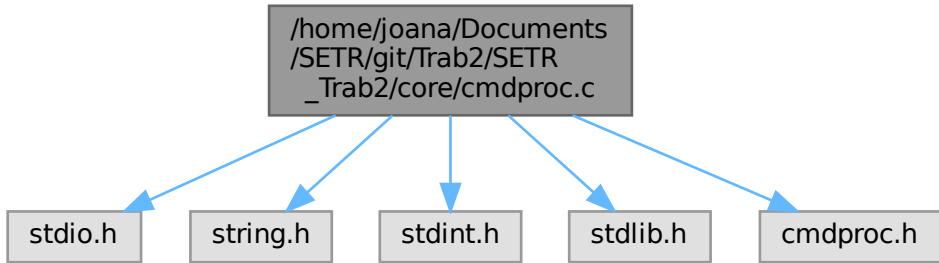 /home/joana/Documents
/SETR/git/Trab2/SETR
_Trab2/core/cmdproc.c
stdio.h
string.h
stdint.h
stdlib.h
cmdproc.h